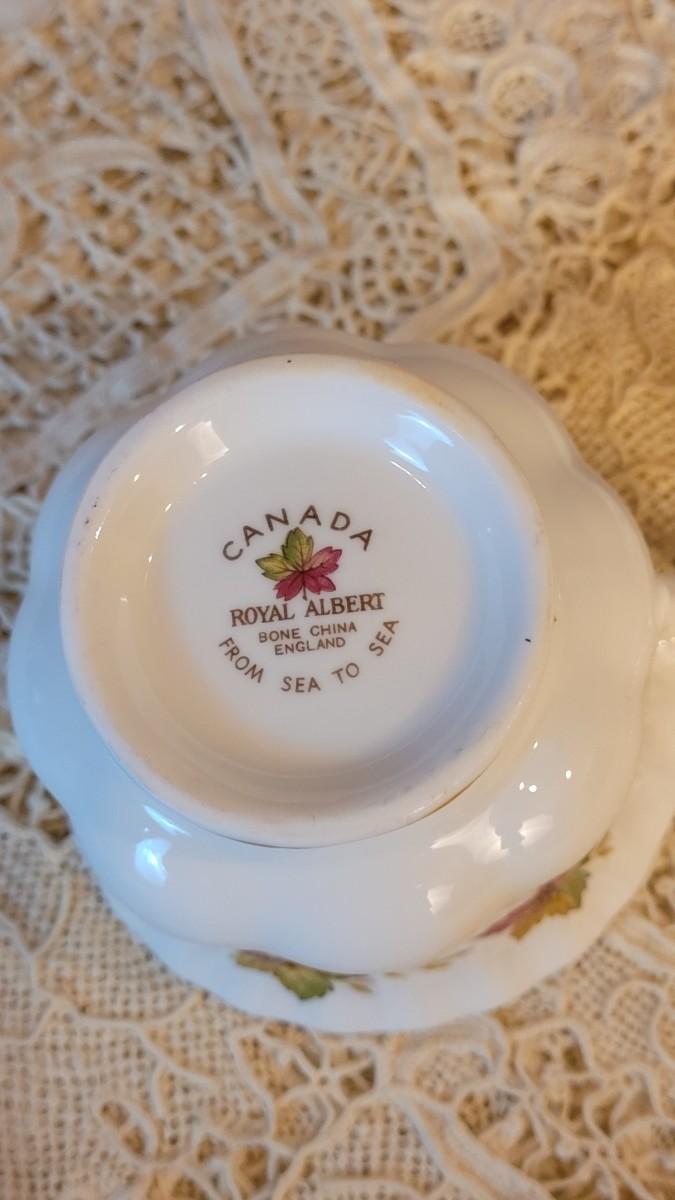 CANADA
ROYAL ALBERT
BONE CHINA
ENGLAND
FROM SEA TO SEA